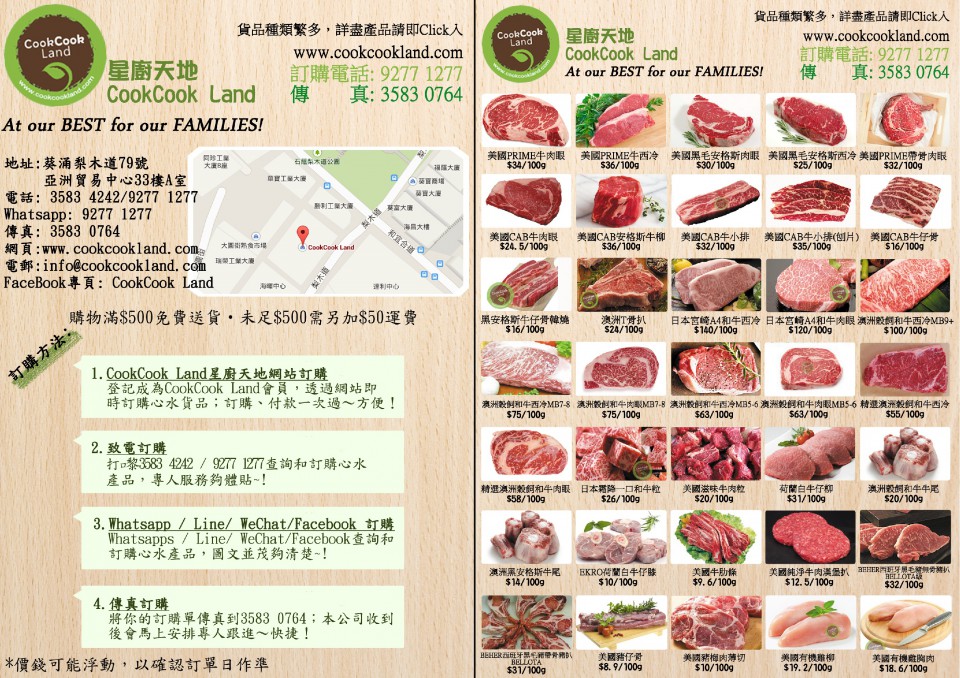 CookCook
Land
www.cookcookland.com
星廚天地
CookCook Land
貨品種類繁多，詳盡產品請即Click入
www.cookcookland.com
訂購電話: 9277 1277
傳 真: 3583 0764
At our BEST for our FAMILIES!
地址:葵涌梨木道79號
亞洲貿易中心33樓A室
電話: 3583 4242/9277 1277
Whatsapp: 9277 1277
傳真: 3583 0764
網頁:www.cookcookland.com
電郵:info@cookcookland.com
FaceBook專頁: CookCook Land
石蔭梨木道公園
福隆大廈
榮寶工業大廈
葵寶大廈
勝利工業大廈
葵富大廈
梨木道
和宜合道
海昌大樓
大圓街熟食市場
CookCook Land
瑞榮工業大廈
梨木道
海暉中心
達利中心
購物滿$500免費送貨・未足$500需另加$50運費
訂購方法:
1.CookCook Land星廚天地網站訂購
登記成為CookCook Land會員，透過網站即
時訂購心水貨品；訂購、付款一次過～方便！
2.致電訂購
打嚟3583 4242 / 9277 1277查詢和訂購心水
產品，專人服務夠體貼~!
3.Whatsapp / Line/ WeChat/Facebook 訂購
Whatsapps / Line/ WeChat/Facebook查詢和
訂購心水產品，圖文並茂夠清楚~!
4.傳真訂購
將你的訂購單傳真到3583 0764；本公司收到
後會馬上安排專人跟進～快捷！
*價錢可能浮動，以確認訂單日作準
CookCook
Land
www.cookcookland.com
星廚天地
CookCook Land
At our BEST for our FAMILIES!
貨品種類繁多，詳盡產品請即Click入
www.cookcookland.com
訂購電話: 9277 1277
傳 真: 3583 0764
美國PRIME牛肉眼 美國PRIME牛西冷 美國黑毛安格斯肉眼 美國黑毛安格斯西冷 美國PRIME帶骨肉眼
$34/100g $36/100g $30/100g $25/100g $32/100g
美國CAB牛肉眼 美國CAB安格斯牛柳 美國CAB牛小排 美國CAB牛小排(刨片) 美國CAB牛仔骨
$24.5/100g $36/100g $32/100g $35/100g $16/100g
黑安格斯牛仔骨韓燒 澳洲T骨扒 日本宮崎A4和牛西冷 日本宮崎A4和牛肉眼 澳洲穀飼和牛西冷MB9+
$16/100g $24/100g $140/100g $120/100g $100/100g
澳洲穀飼和牛西冷MB7-8 澳洲穀飼和牛肉眼MB7-8 澳洲穀飼和牛西冷MB5-6 澳洲穀飼和牛肉眼MB5-6 精選澳洲穀飼和牛西冷
$75/100g $75/100g $63/100g $63/100g $55/100g
精選澳洲穀飼和牛肉眼 日本霜降一口和牛粒 美國滋味牛肉粒 荷蘭白牛仔柳 澳洲穀飼和牛牛尾
$58/100g $26/100g $20/100g $31/100g $20/100g
澳洲黑安格斯牛尾 EKRO荷蘭白牛仔膝 美國牛肋條 美國純淨牛肉漢堡扒 BEHER西班牙黑毛豬無骨豬扒BELLOTA級
$14/100g $10/100g $9.6/100g $12.5/100g $32/100g
BEHER西班牙黑毛豬帶骨豬扒BELLOTA 美國豬仔骨 美國豬梅肉薄切 美國有機雞柳 美國有機雞胸肉
$31/100g $8.9/100g $10/100g $19.2/100g $18.6/100g